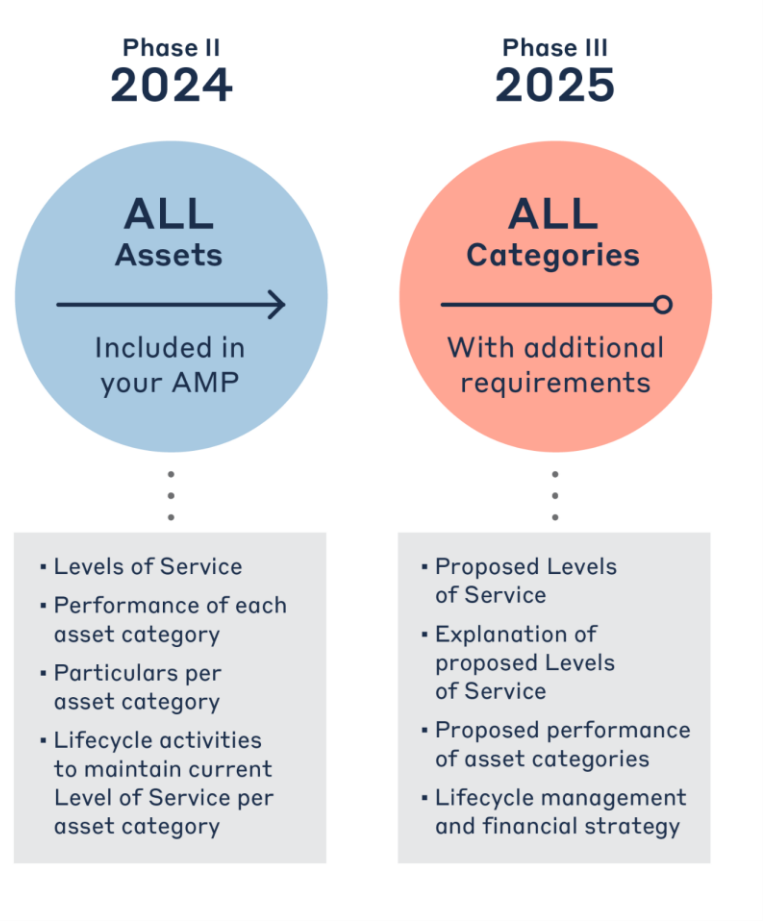 Phase II
2024
ALL
Assets
Included in
your AMP
▪ Levels of Service
▪ Performance of each
asset category
▪ Particulars per
asset category
▪ Lifecycle activities
to maintain current
Level of Service per
asset category
Phase III
2025
ALL
Categories
With additional
requirements
▪ Proposed Levels
of Service
▪ Explanation of
proposed Levels
of Service
▪ Proposed performance
of asset categories
▪ Lifecycle management
and financial strategy